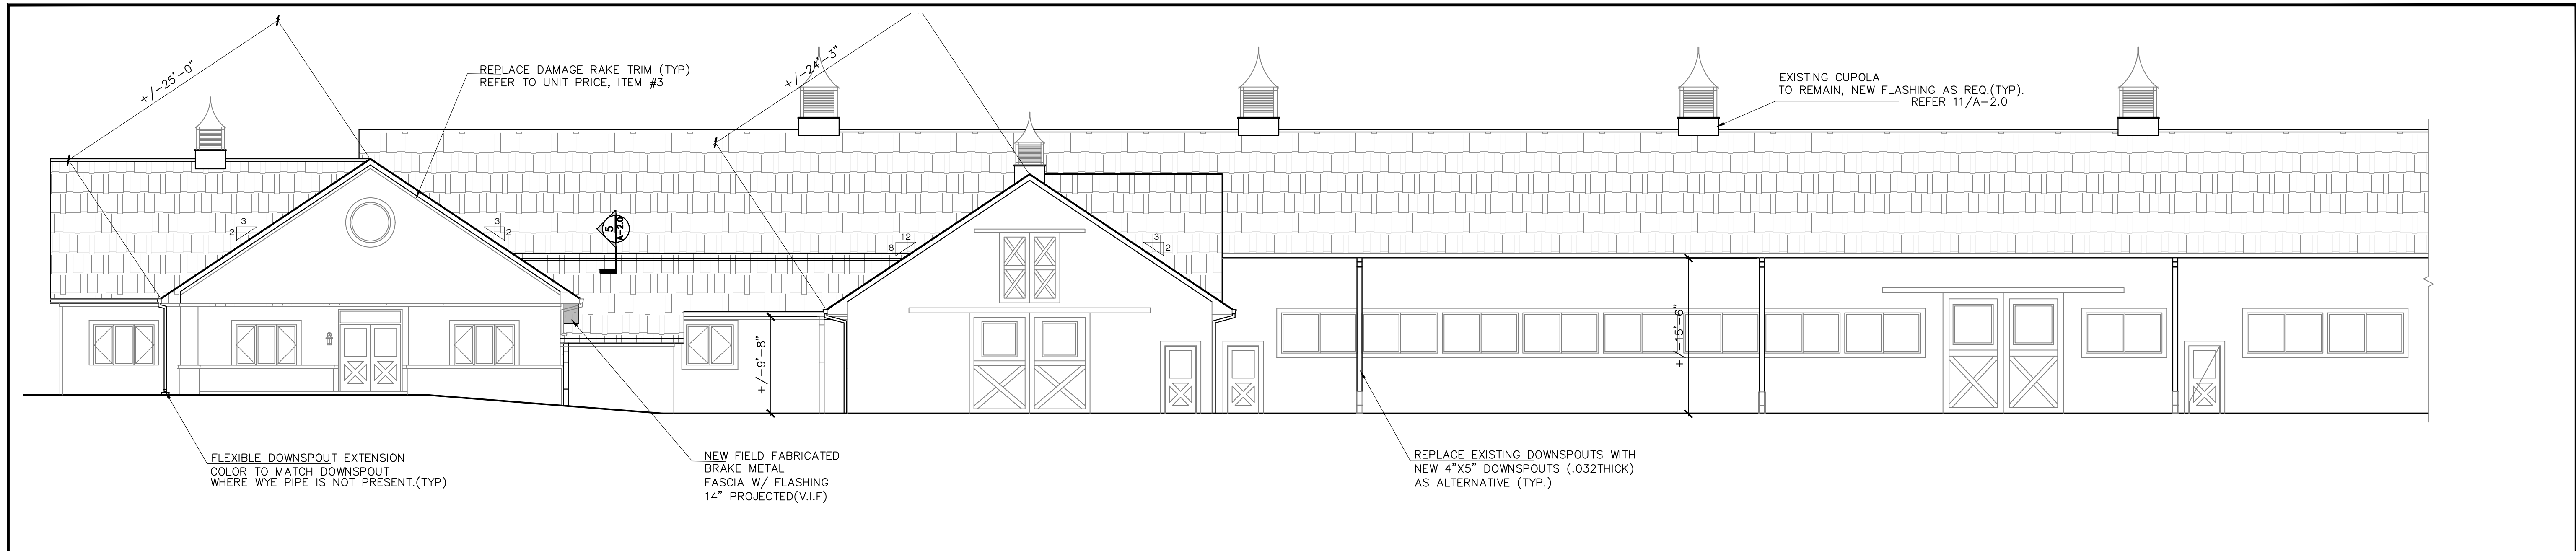 +/-25'-0"
REPLACE DAMAGE RAKE TRIM (TYP)
REFER TO UNIT PRICE, ITEM #3
+/-24'-3"
EXISTING CUPOLA
TO REMAIN, NEW FLASHING AS REQ.(TYP).
REFER 11/A-2.0
3
2
3
2
5
A-2.0
12
8
3
2
+/-9'-8"
+/-15'-6"
FLEXIBLE DOWNSPOUT EXTENSION
COLOR TO MATCH DOWNSPOUT
WHERE WYE PIPE IS NOT PRESENT.(TYP)
NEW FIELD FABRICATED
BRAKE METAL
FASCIA W/ FLASHING
14" PROJECTED(V.I.F)
REPLACE EXISTING DOWNSPOUTS WITH
NEW 4"X5" DOWNSPOUTS (.032THICK)
AS ALTERNATIVE (TYP.)